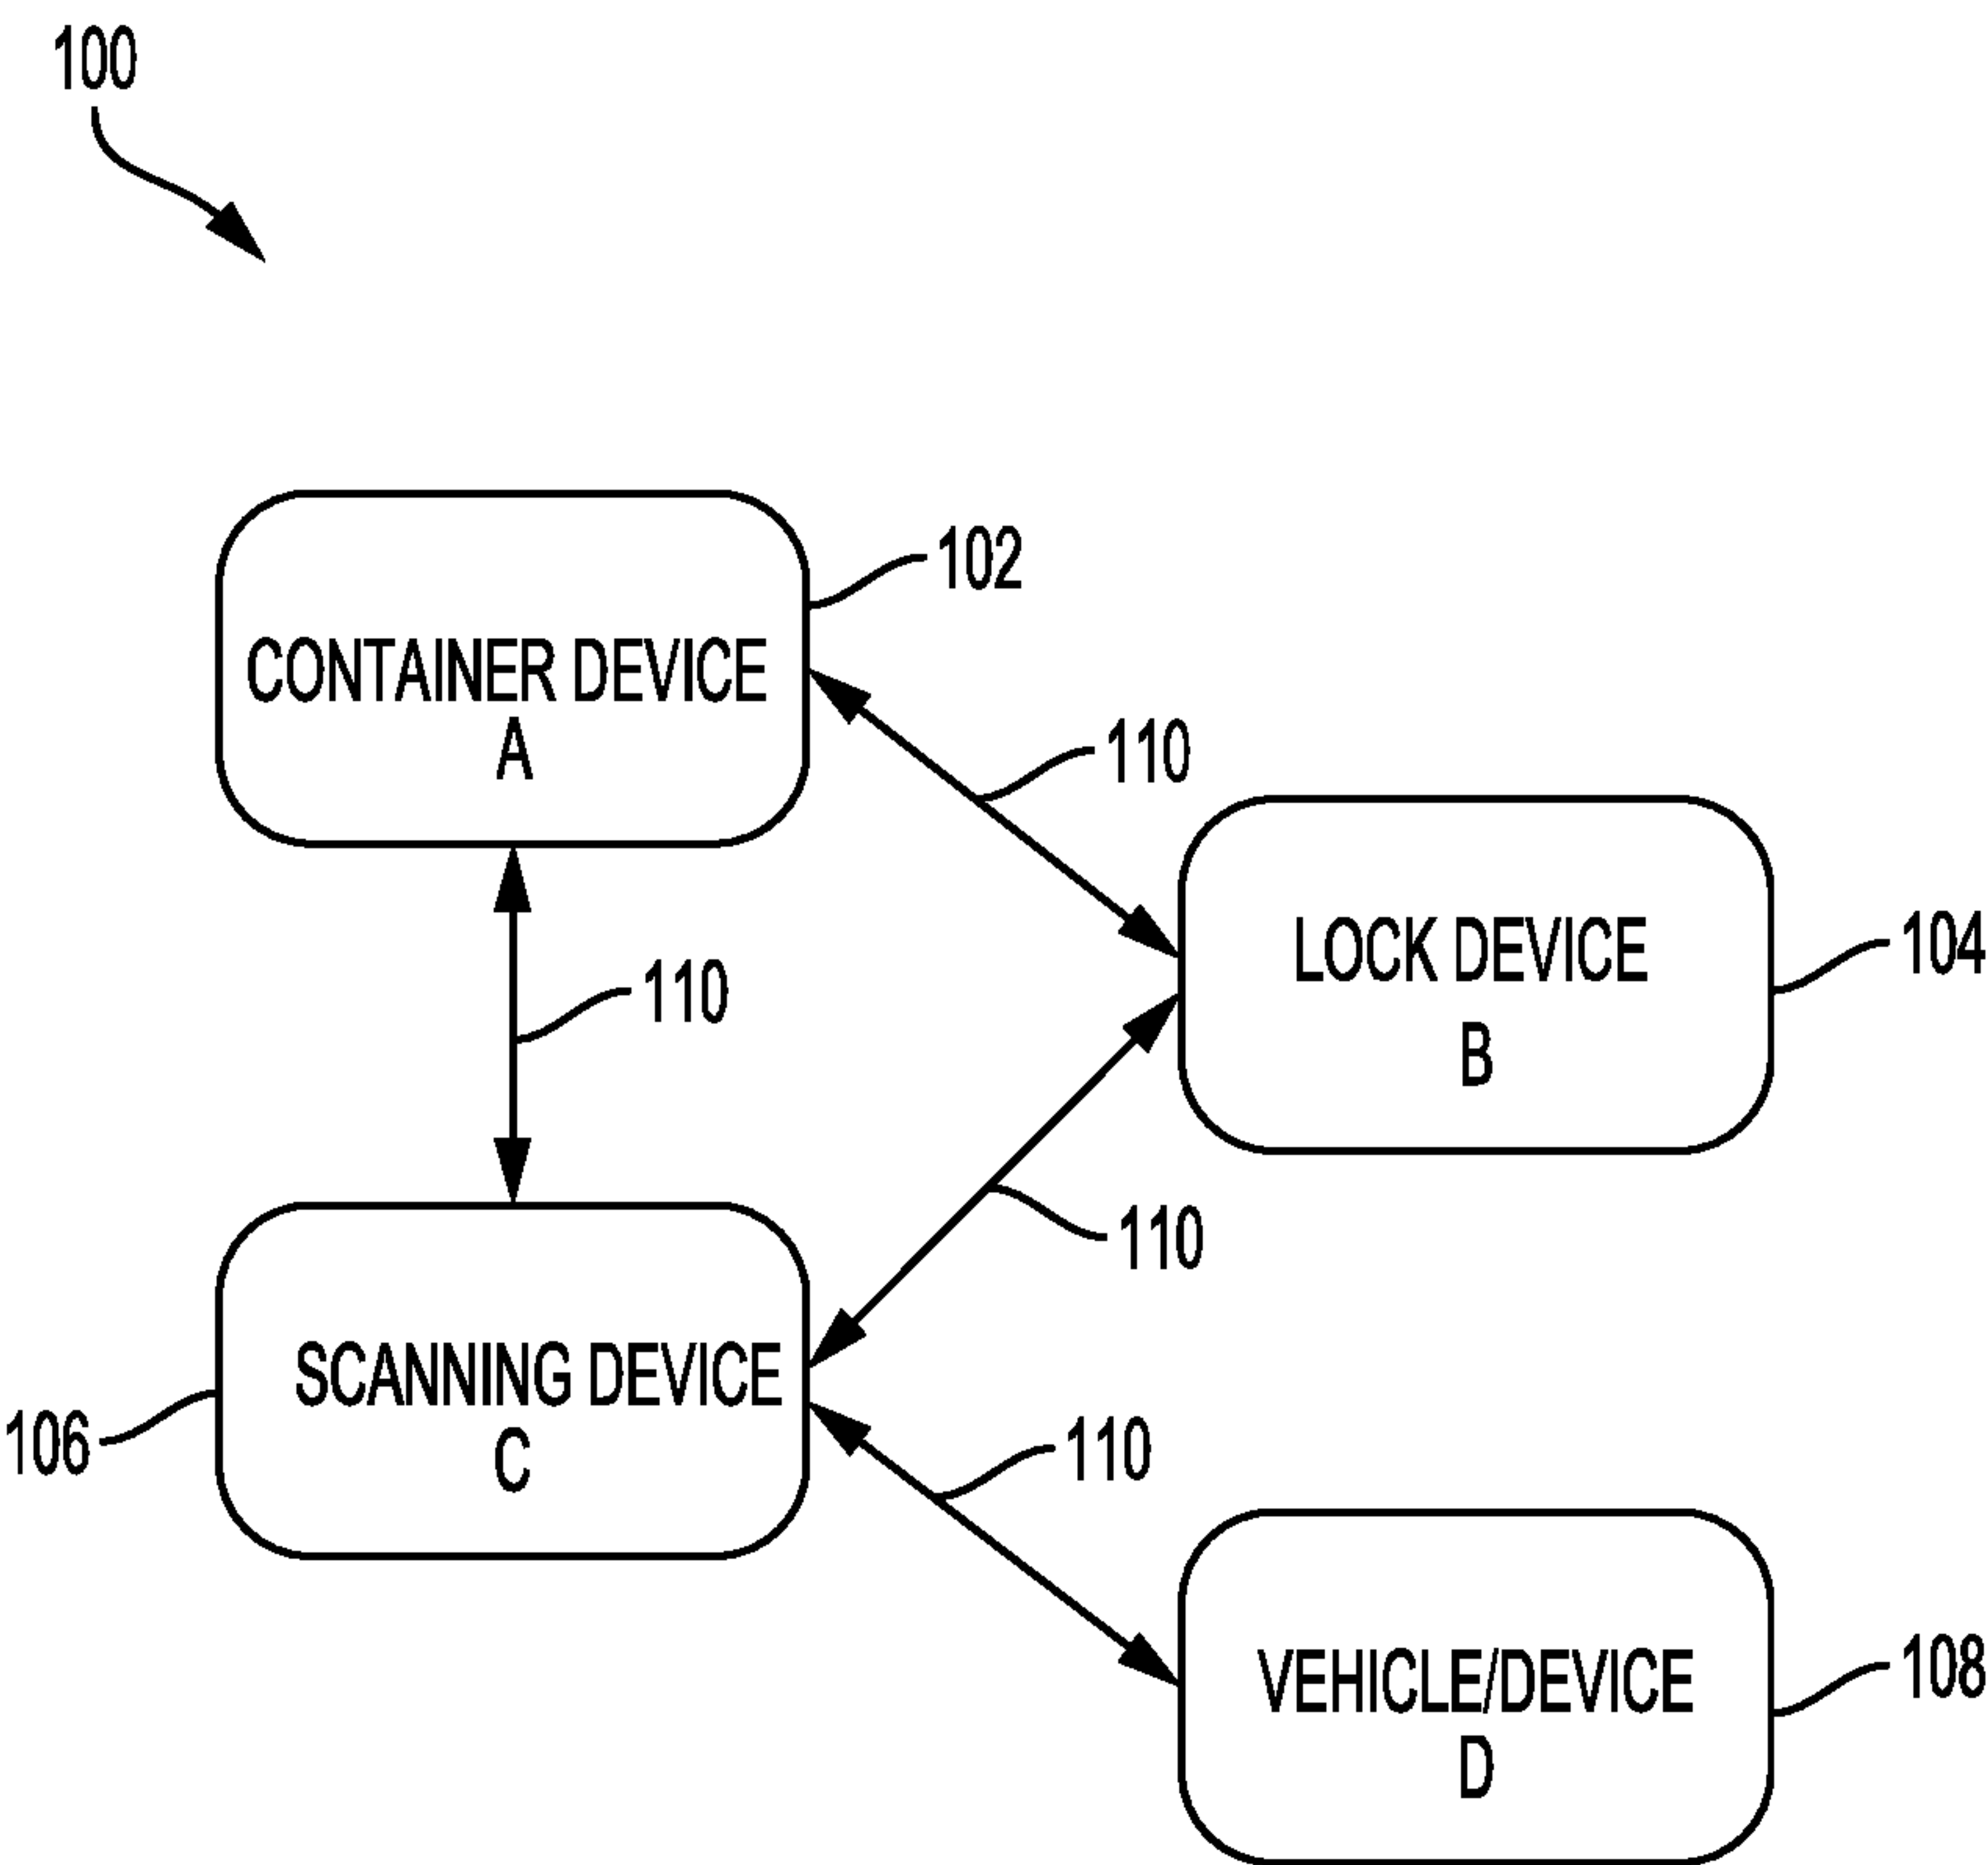 100
102
CONTAINER DEVICE
A
110
104
LOCK DEVICE
B
110
110
106
SCANNING DEVICE
C
110
108
VEHICLE/DEVICE
D